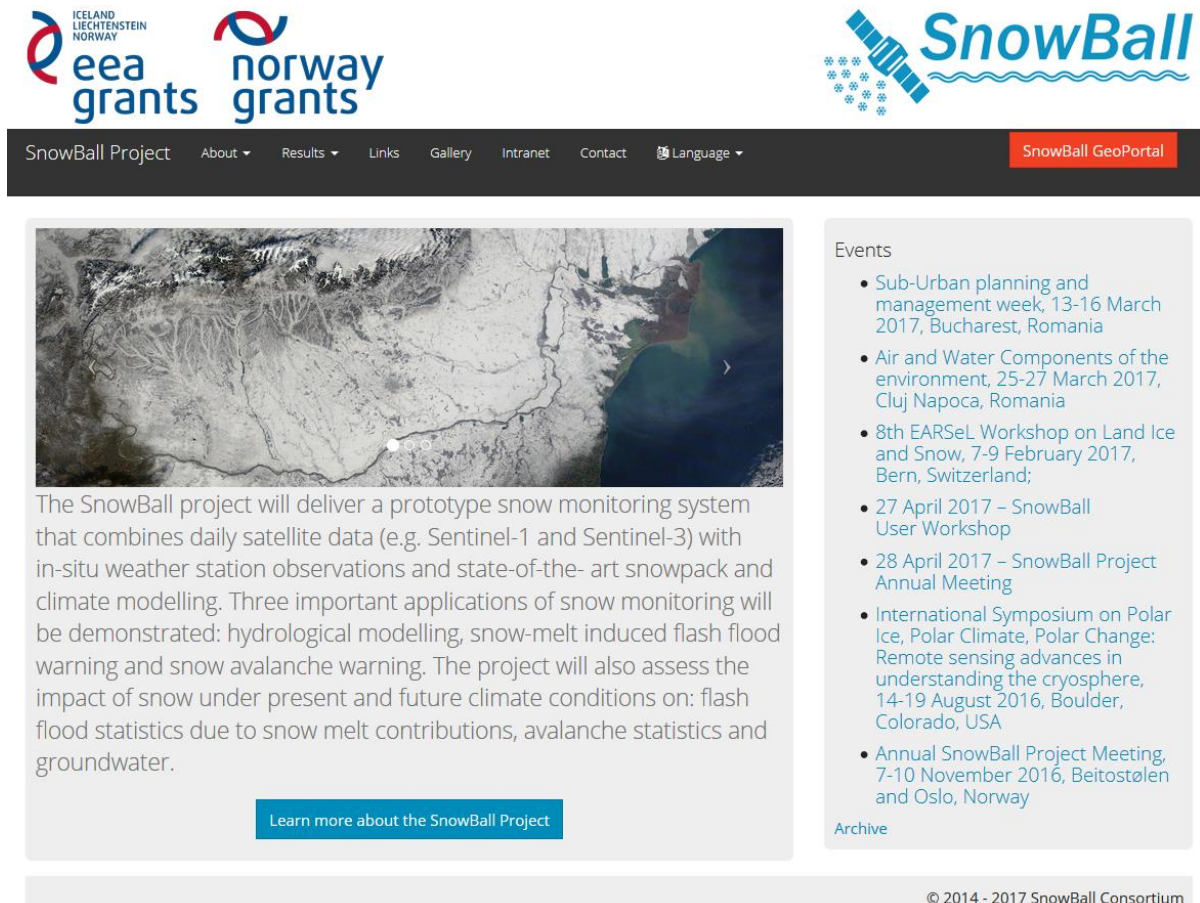 ICELAND
LIECHTENSTEIN
NORWAY
eea
grants
norway
grants
SnowBall
SnowBall Project About Results Links Gallery Intranet Contact Language SnowBall GeoPortal
The SnowBall project will deliver a prototype snow monitoring system
that combines daily satellite data (e.g. Sentinel-1 and Sentinel-3) with
in-situ weather station observations and state-of-the- art snowpack and
climate modelling. Three important applications of snow monitoring will
be demonstrated: hydrological modelling, snow-melt induced flash flood
warning and snow avalanche warning. The project will also assess the
impact of snow under present and future climate conditions on: flash
flood statistics due to snow melt contributions, avalanche statistics and
groundwater.
Learn more about the SnowBall Project
Events
Sub-Urban planning and
management week, 13-16 March
2017, Bucharest, Romania
Air and Water Components of the
environment, 25-27 March 2017,
Cluj Napoca, Romania
8th EARSeL Workshop on Land Ice
and Snow, 7-9 February 2017,
Bern, Switzerland;
27 April 2017 – SnowBall
User Workshop
28 April 2017 – SnowBall Project
Annual Meeting
International Symposium on Polar
Ice, Polar Climate, Polar Change:
Remote sensing advances in
understanding the cryosphere,
14-19 August 2016, Boulder,
Colorado, USA
Annual SnowBall Project Meeting,
7-10 November 2016, Beitostølen
and Oslo, Norway
Archive
© 2014 - 2017 SnowBall Consortium